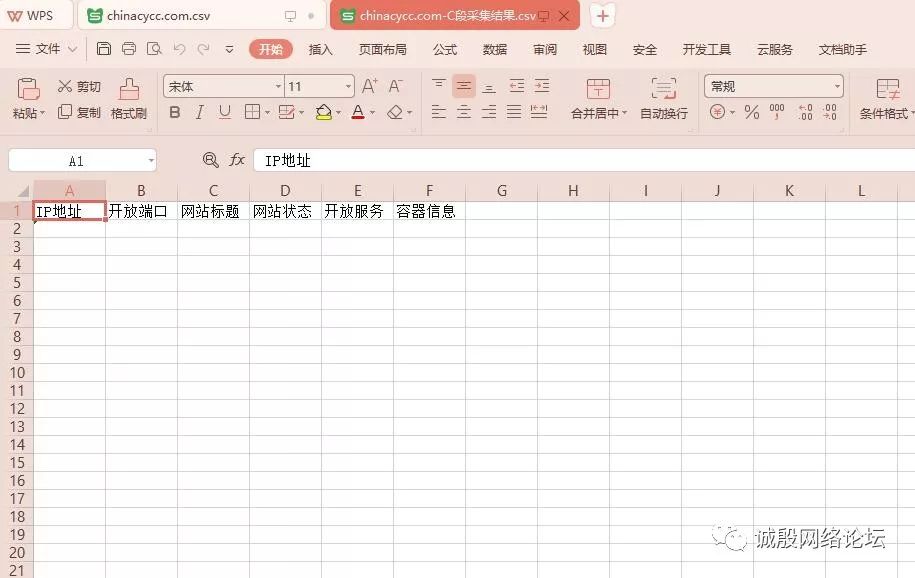 WPS chinacycc.com.csv chinacycc.com-C段采集结果.csv
文件 开始 插入 页面布局 公式 数据 审阅 视图 安全 开发工具 云服务 文档助手
剪切 宋体 11 A⁺ A⁻ 常规
粘贴 复制 格式刷 B I U A 合并居中 自动换行 % 000 .00 .00 条件格式
A1 fx IP地址
A B C D E F G H I J K L
1 IP地址 开放端口 网站标题 网站状态 开放服务 容器信息
2
3
4
5
6
7
8
9
10
11
12
13
14
15
16
17
18
19
20
21
诚殷网络论坛